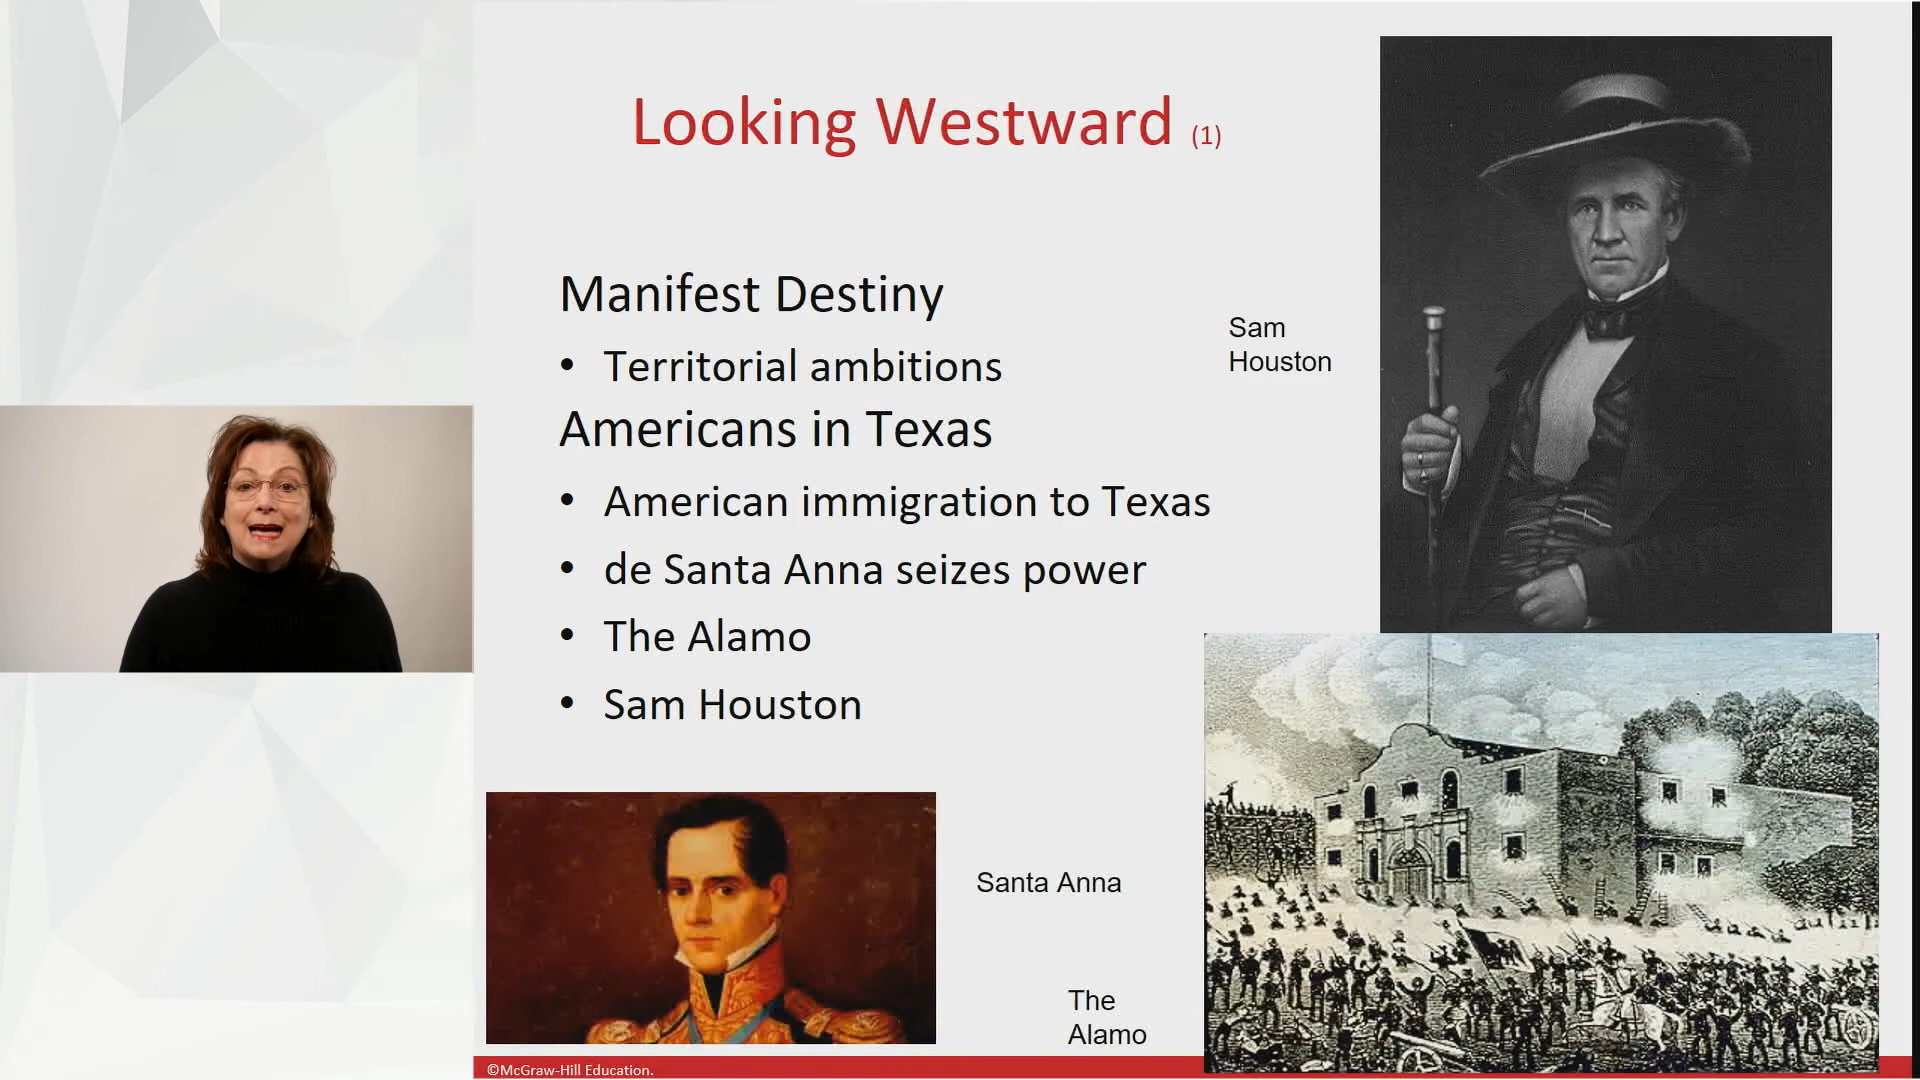 Looking Westward (1)
Manifest Destiny
• Territorial ambitions
Americans in Texas
• American immigration to Texas
• de Santa Anna seizes power
• The Alamo
• Sam Houston
Sam
Houston
Santa Anna
The
Alamo
©McGraw-Hill Education.